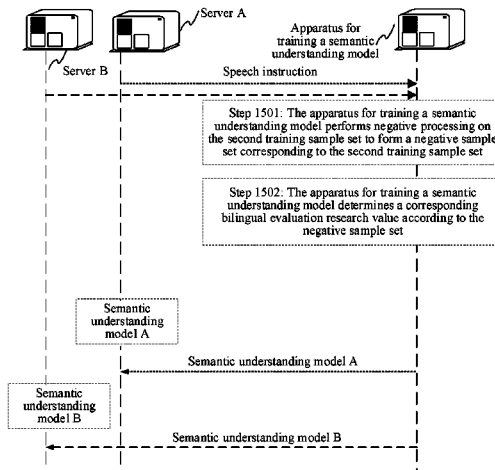 Server A
Apparatus for
training a semantic
understanding model
Server B
Speech instruction
Step 1501: The apparatus for training a semantic
understanding model performs negative processing on
the second training sample set to form a negative sample
set corresponding to the second training sample set
Step 1502: The apparatus for training a semantic
understanding model determines a corresponding
bilingual evaluation research value according to the
negative sample set
Semantic
understanding
model A
Semantic understanding model A
Semantic
understanding
model B
Semantic understanding model B